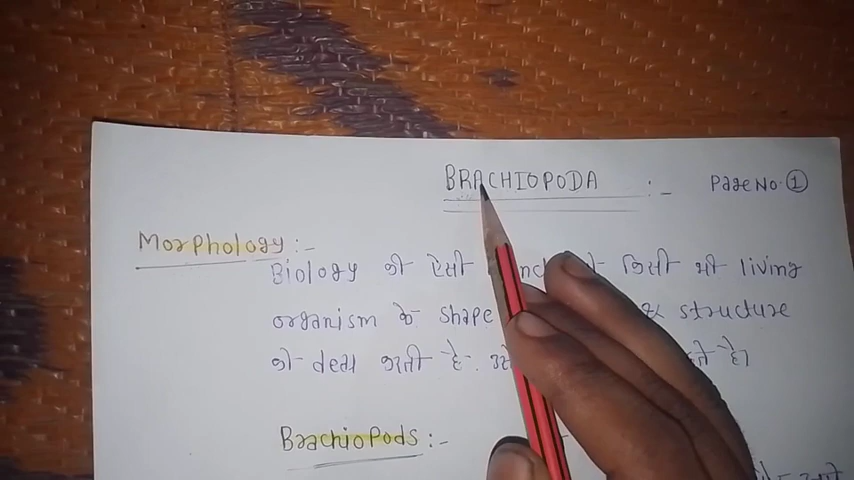 BRACHIOPODA :- Page No. ①
Morphology :-
Biology की ऐसी जो किसी भी living
organism के shape & structure
को deal करती है. है।
BrachioPods :-